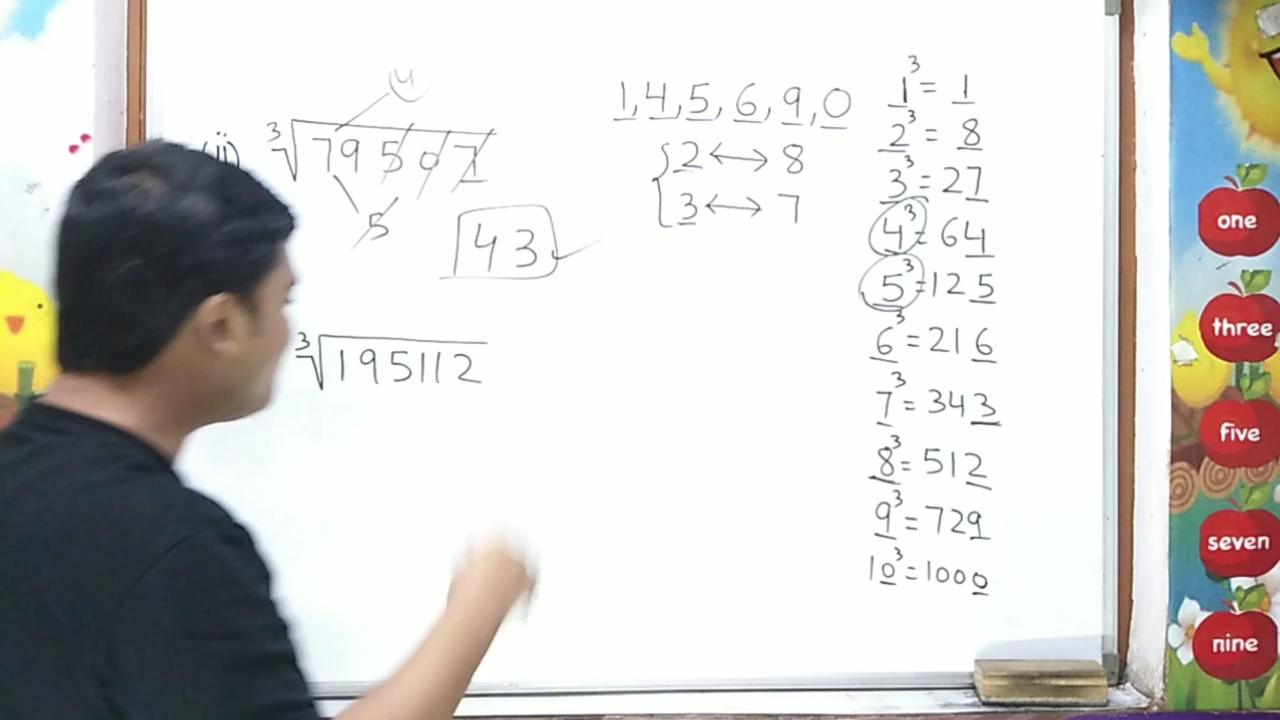 4
(ii) ∛79507
5
43
∛195112
1,4,5,6,9,0
2 ↔ 8
3 ↔ 7
1³ = 1
2³ = 8
3³ = 27
4³ = 64
5³ = 125
6³ = 216
7³ = 343
8³ = 512
9³ = 729
10³ = 1000
one
three
five
seven
nine